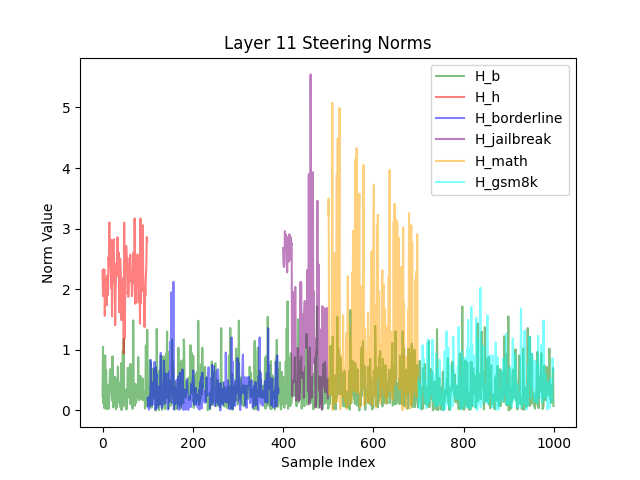 Layer 11 Steering Norms
H_b
H_h
H_borderline
H_jailbreak
H_math
H_gsm8k
Norm Value
5
4
3
2
1
0
0 200 400 600 800 1000
Sample Index